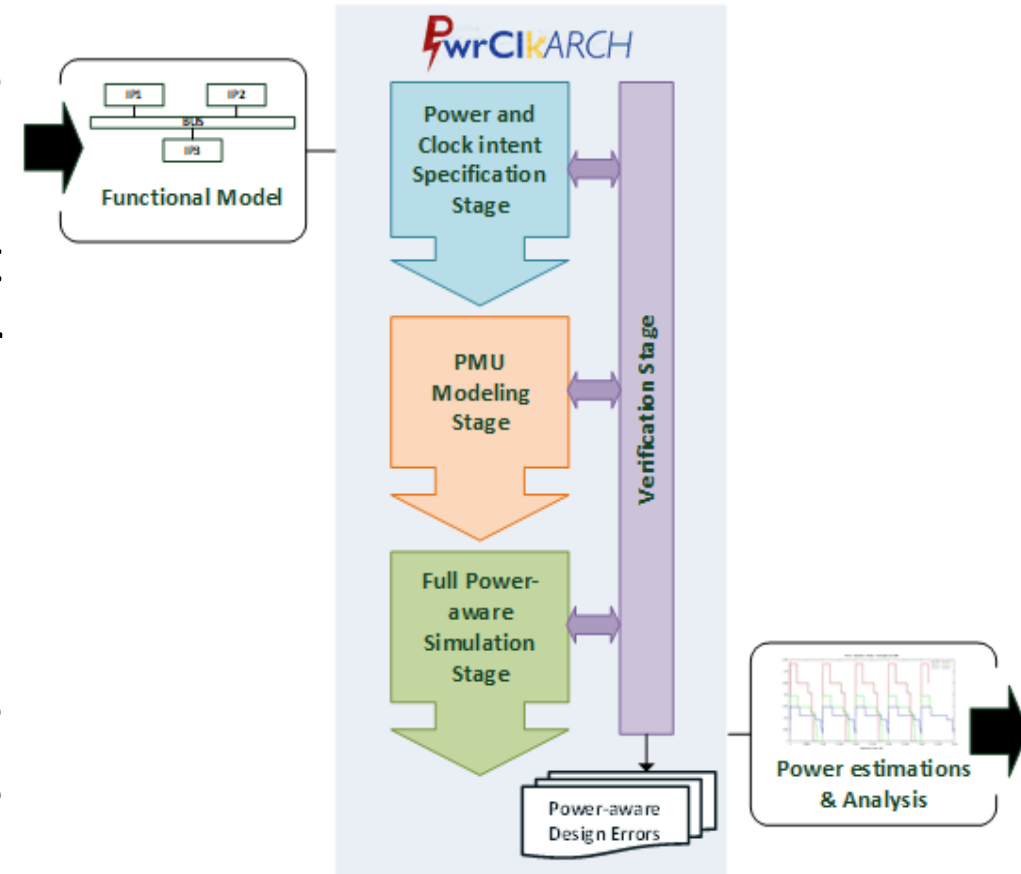 PwrClkARCH
IP1
IP2
BUS
IP3
Functional Model
Power and
Clock intent
Specification
Stage
PMU
Modeling
Stage
Full Power-
aware
Simulation
Stage
Verification Stage
Power-aware
Design Errors
Power estimations
& Analysis